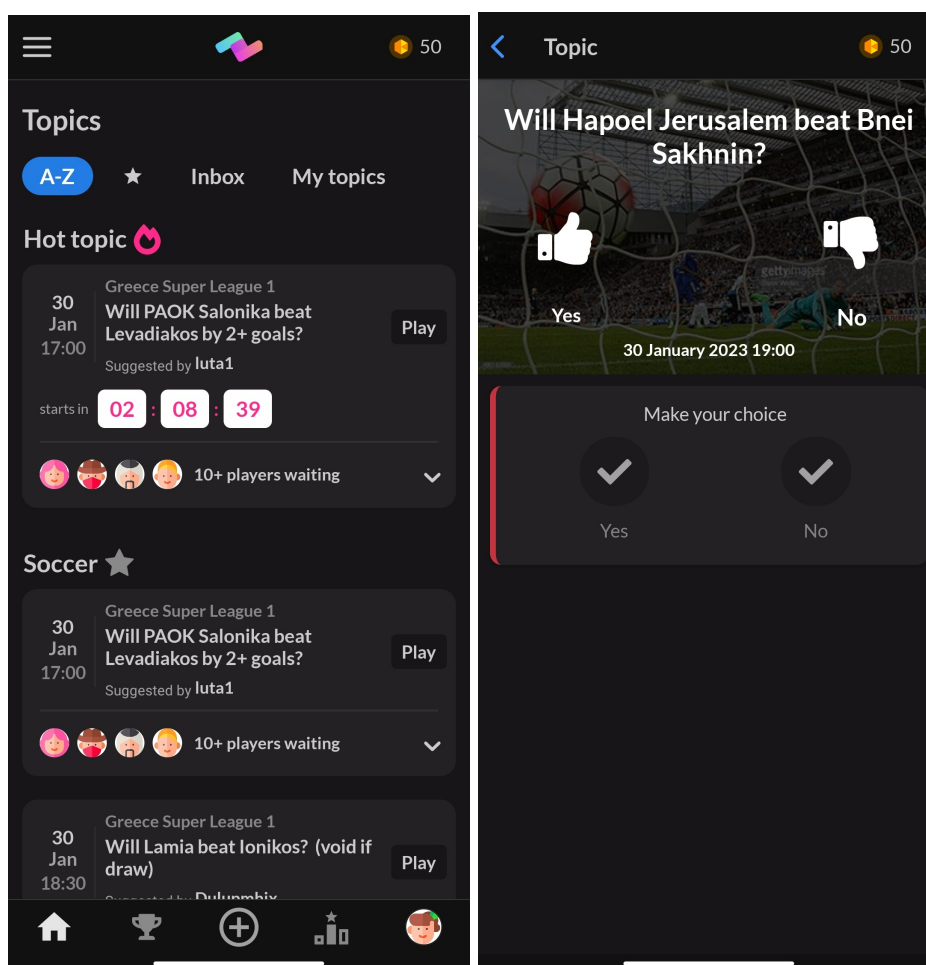 50
Topics
A-Z
Inbox
My topics
Hot topic
30
Jan
17:00
Greece Super League 1
Will PAOK Salonika beat
Levadiakos by 2+ goals?
Suggested by luta1
Play
starts in 02 : 08 : 39
10+ players waiting
Soccer
30
Jan
17:00
Greece Super League 1
Will PAOK Salonika beat
Levadiakos by 2+ goals?
Suggested by luta1
Play
10+ players waiting
30
Jan
18:30
Greece Super League 1
Will Lamia beat Ionikos? (void if
draw)
Suggested by Dulupmbix
Play
Topic
50
Will Hapoel Jerusalem beat Bnei
Sakhnin?
gettyimages
Yes
No
30 January 2023 19:00
Make your choice
Yes
No